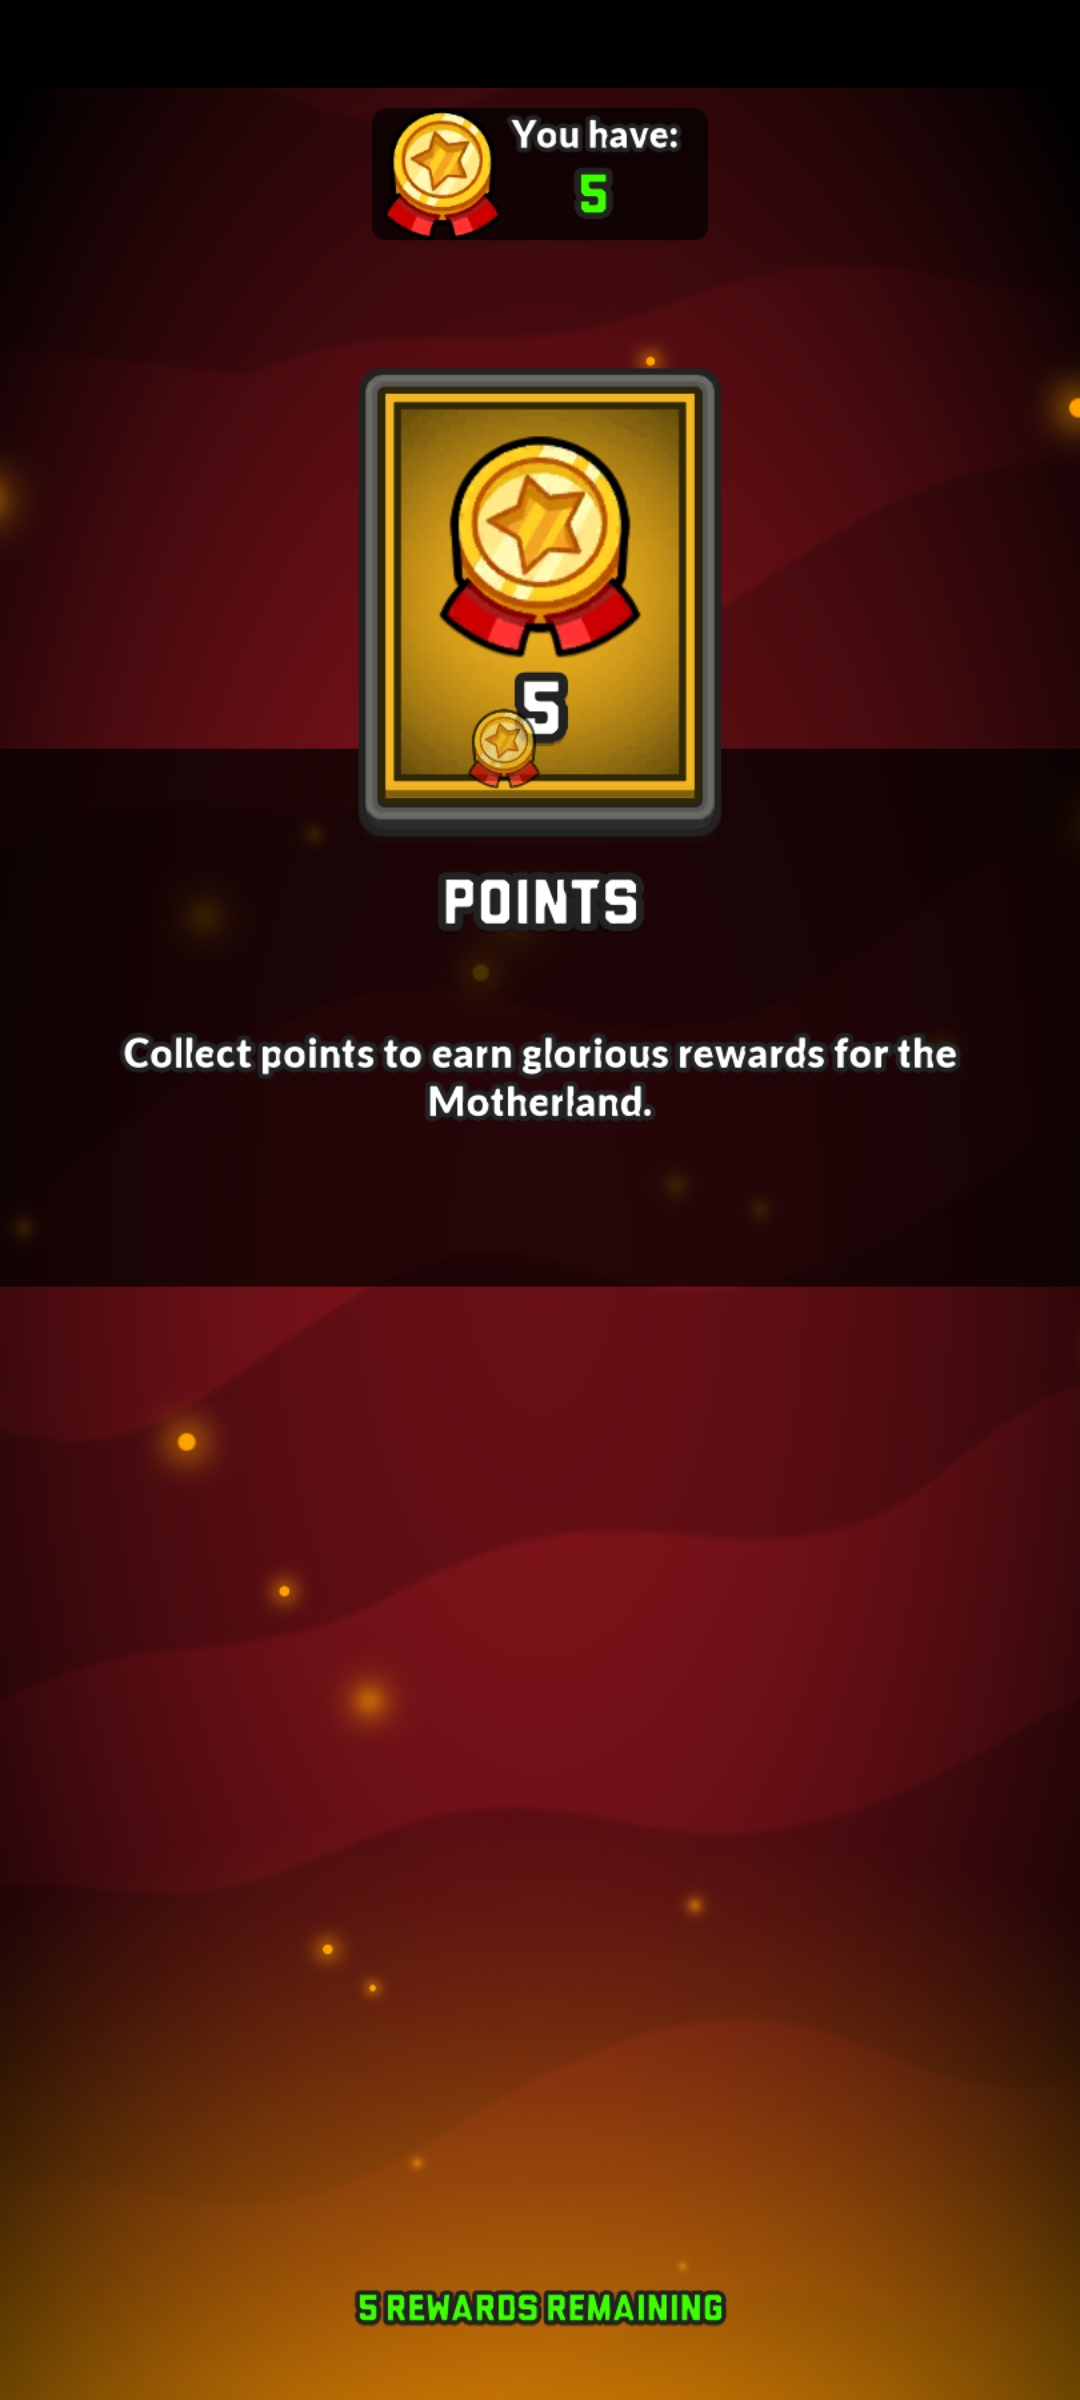 You have:
5
5
POINTS
Collect points to earn glorious rewards for the
Motherland.
5 REWARDS REMAINING